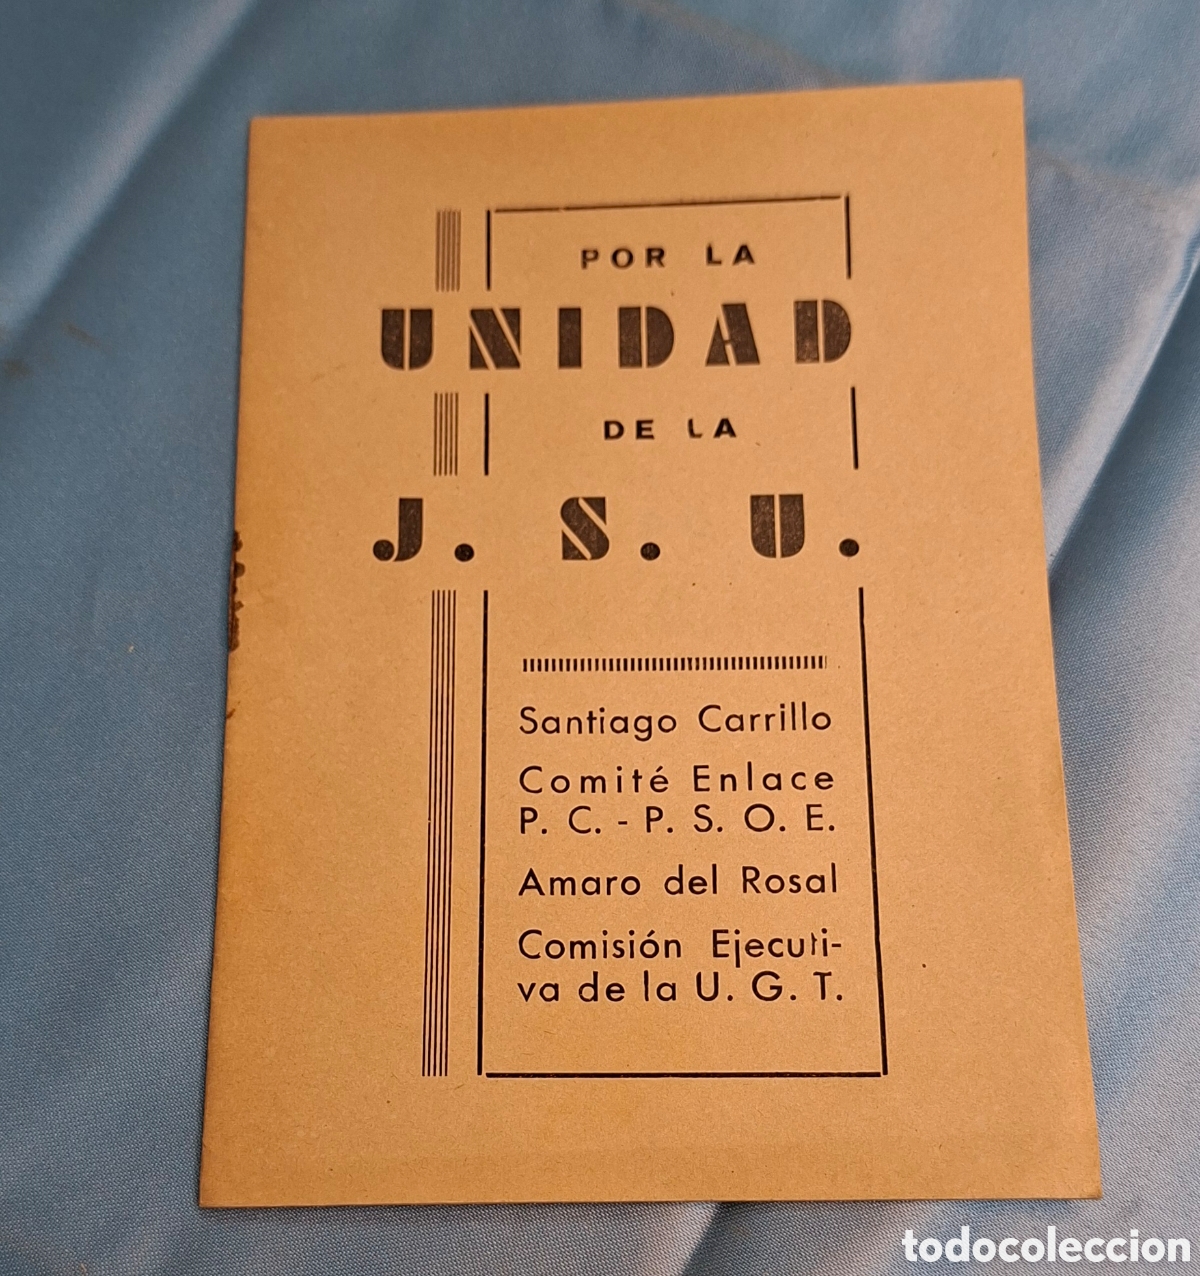 POR LA
UNIDAD
DE LA
J. S. U.
Santiago Carrillo
Comité Enlace
P. C. - P. S. O. E.
Amaro del Rosal
Comisión Ejecuti-
va de la U. G. T.
todocoleccion